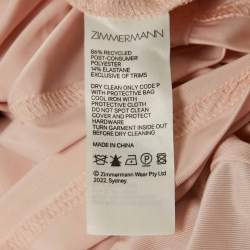 ZIMMERMANN
86% RECYCLED
POST-CONSUMER
POLYESTER
14% ELASTANE
EXCLUSIVE OF TRIMS
DRY CLEAN ONLY CODE P
WITH PROTECTIVE BAG
COOL IRON WITH
PROTECTIVE CLOTH
DO NOT SPOT CLEAN
COVER AND PROTECT
HARDWARE
TURN GARMENT INSIDE OUT
BEFORE DRY CLEANING
MADE IN CHINA
P
© Zimmermann Wear Pty Ltd
2022, Sydney